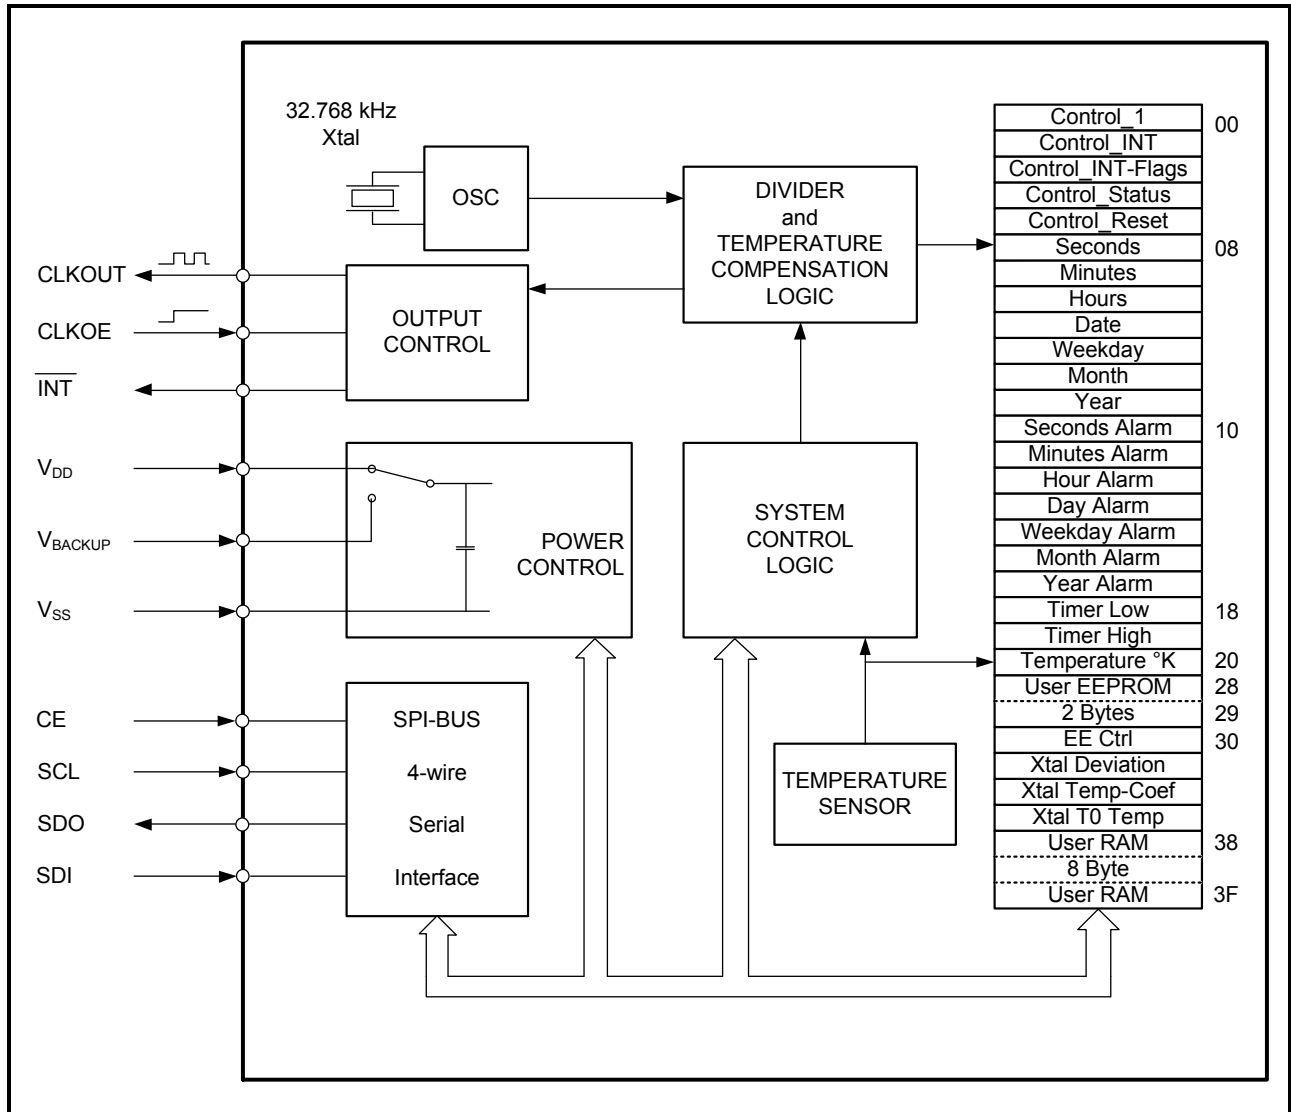 32.768 kHz
Xtal
OSC
DIVIDER
and
TEMPERATURE
COMPENSATION
LOGIC
CLKOUT
CLKOE
INT
OUTPUT
CONTROL
VDD
VBACKUP
VSS
POWER
CONTROL
SYSTEM
CONTROL
LOGIC
CE
SCL
SDO
SDI
SPI-BUS
4-wire
Serial
Interface
TEMPERATURE
SENSOR
Control_1 00
Control_INT
Control_INT-Flags
Control_Status
Control_Reset
Seconds 08
Minutes
Hours
Date
Weekday
Month
Year
Seconds Alarm 10
Minutes Alarm
Hour Alarm
Day Alarm
Weekday Alarm
Month Alarm
Year Alarm
Timer Low 18
Timer High
Temperature °K 20
User EEPROM 28
2 Bytes 29
EE Ctrl 30
Xtal Deviation
Xtal Temp-Coef
Xtal T0 Temp
User RAM 38
8 Byte
User RAM 3F